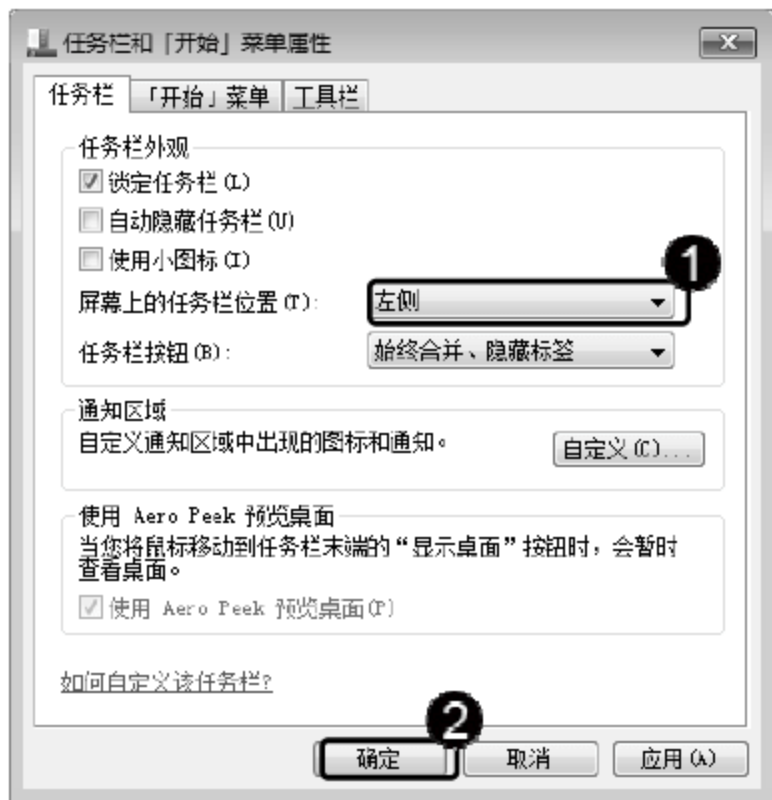 任务栏和「开始」菜单属性
任务栏 「开始」菜单 工具栏
任务栏外观
锁定任务栏(L)
自动隐藏任务栏(U)
使用小图标(I)
1
屏幕上的任务栏位置(T): 左侧
任务栏按钮(B): 始终合并、隐藏标签
通知区域
自定义通知区域中出现的图标和通知。 自定义(C)...
使用 Aero Peek 预览桌面
当您将鼠标移动到任务栏末端的“显示桌面”按钮时，会暂时
查看桌面。
使用 Aero Peek 预览桌面(P)
如何自定义该任务栏?
2
确定 取消 应用(A)